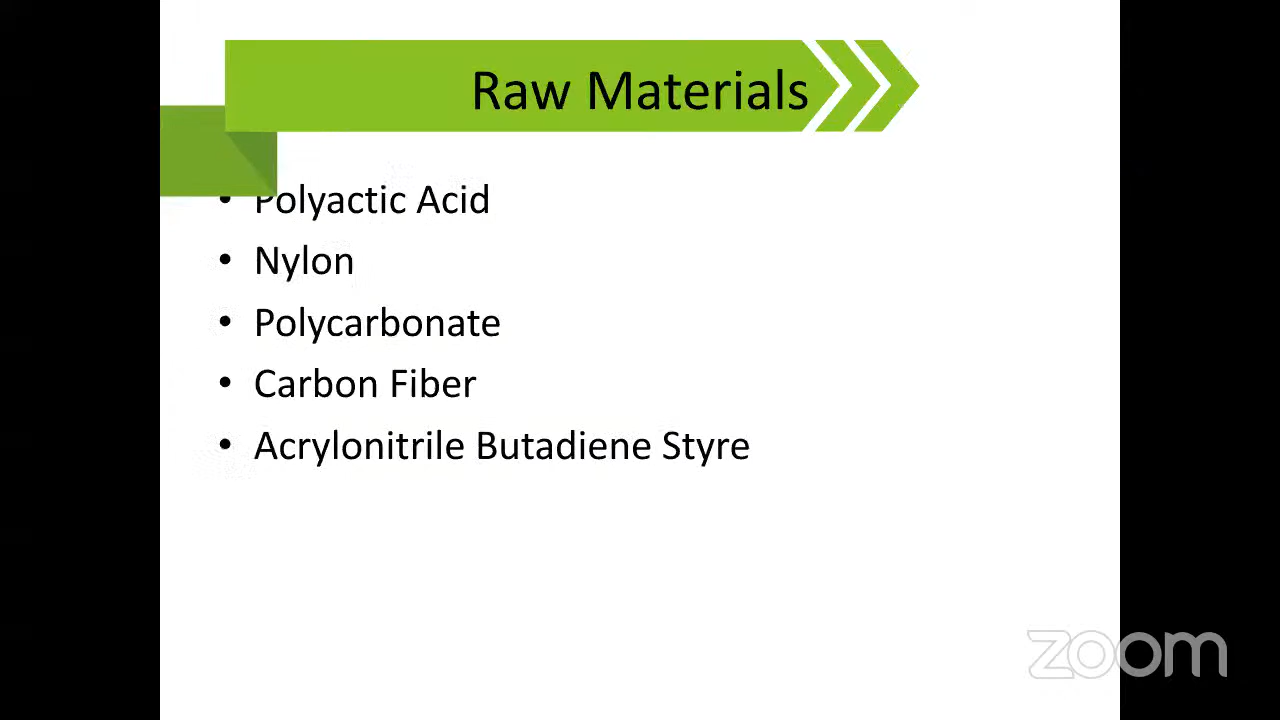 Raw Materials
• Polyactic Acid
• Nylon
• Polycarbonate
• Carbon Fiber
• Acrylonitrile Butadiene Styre
zoom